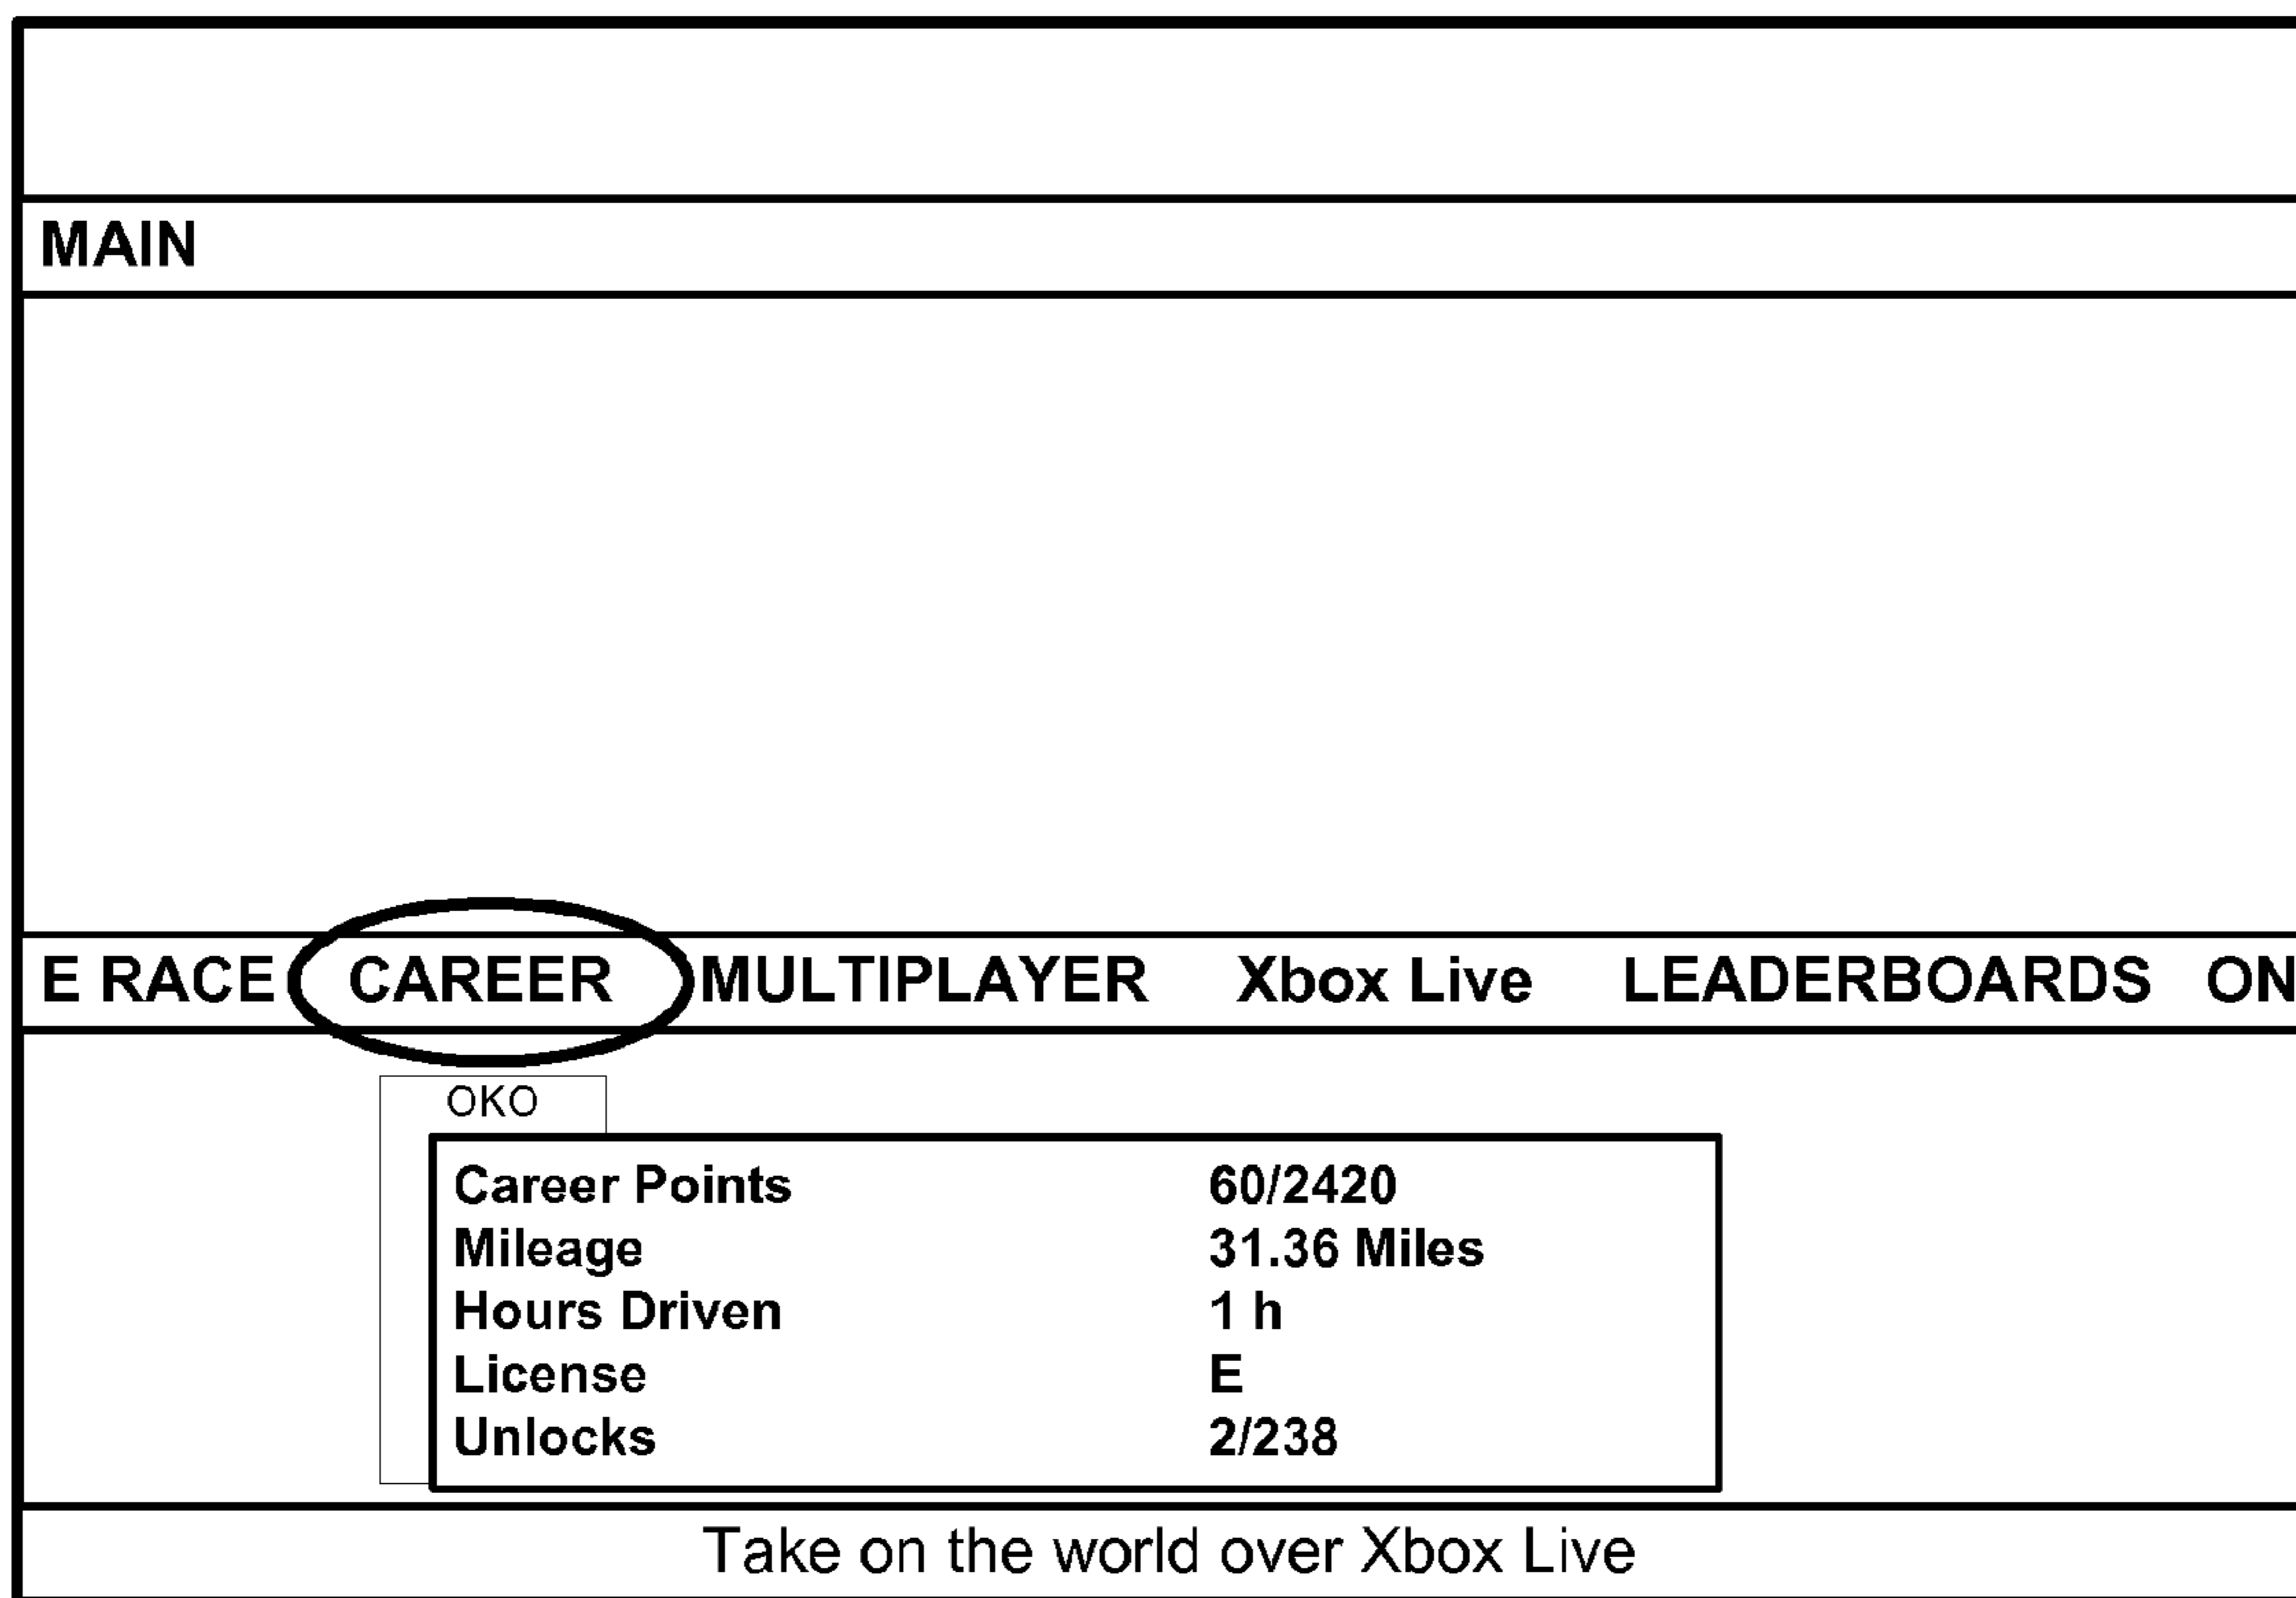 MAIN
E RACE CAREER MULTIPLAYER Xbox Live LEADERBOARDS ON
OKO
Career Points 60/2420
Mileage 31.36 Miles
Hours Driven 1 h
License E
Unlocks 2/238
Take on the world over Xbox Live